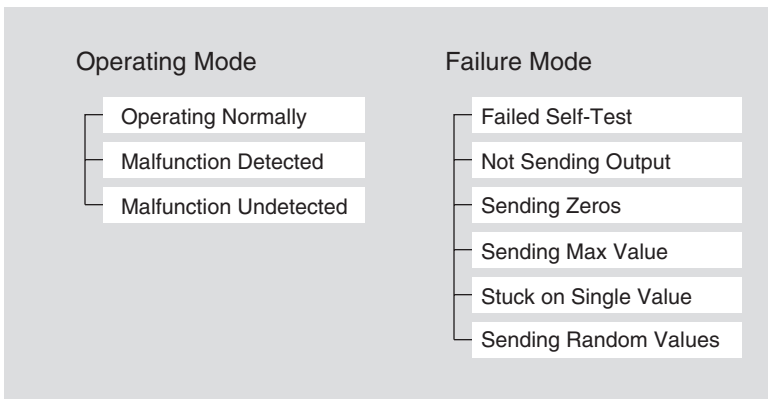 Operating Mode
Operating Normally
Malfunction Detected
Malfunction Undetected
Failure Mode
Failed Self-Test
Not Sending Output
Sending Zeros
Sending Max Value
Stuck on Single Value
Sending Random Values